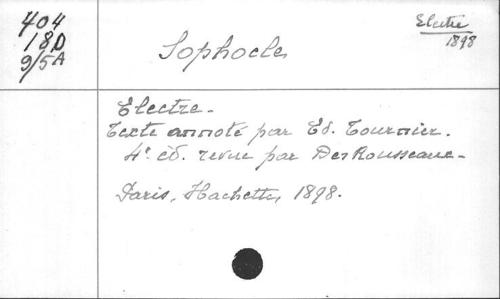 404
18D
9/5A
Electre
1898
Sophocle
Electre.
Texte annoté par Ed. Tournier.
4e éd. revue par Desrousseaux.
Paris, Hachette, 1898.